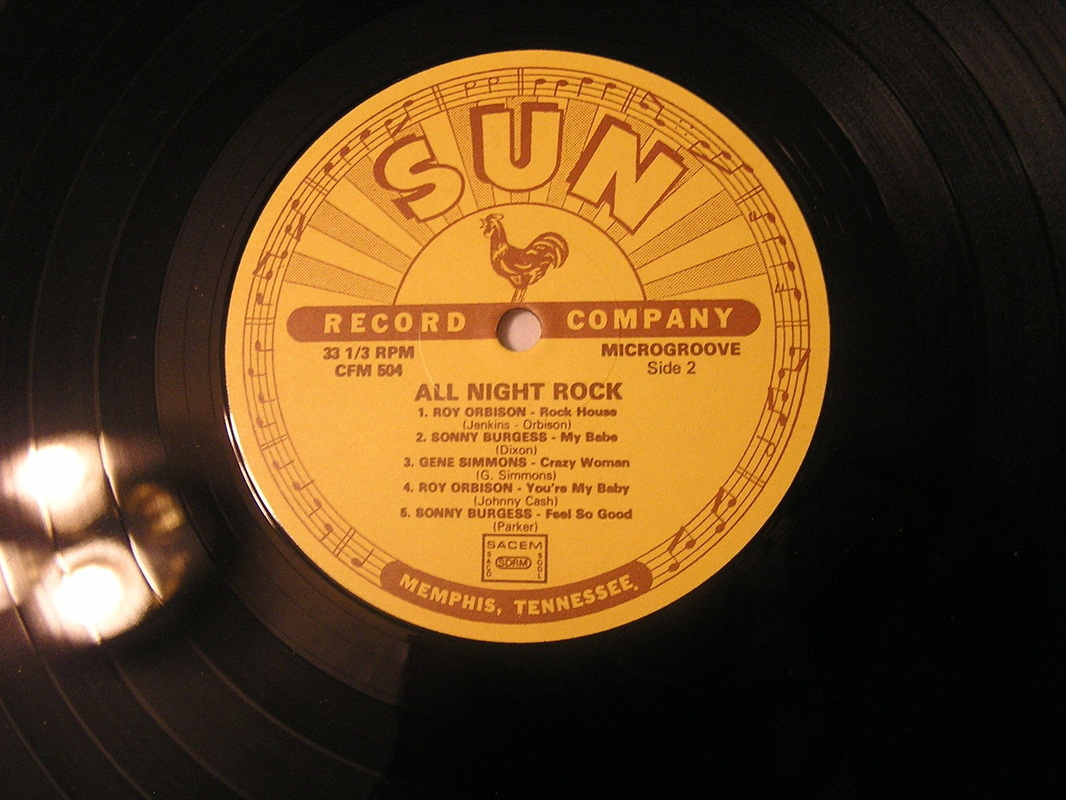 SUN
RECORD COMPANY
33 1/3 RPM MICROGROOVE
CFM 504 Side 2
ALL NIGHT ROCK
1. ROY ORBISON - Rock House
(Jenkins - Orbison)
2. SONNY BURGESS - My Babe
(Dixon)
3. GENE SIMMONS - Crazy Woman
(G. Simmons)
4. ROY ORBISON - You're My Baby
(Johnny Cash)
5. SONNY BURGESS - Feel So Good
(Parker)
SACEM
SACD SDRM SGDL
MEMPHIS, TENNESSEE.